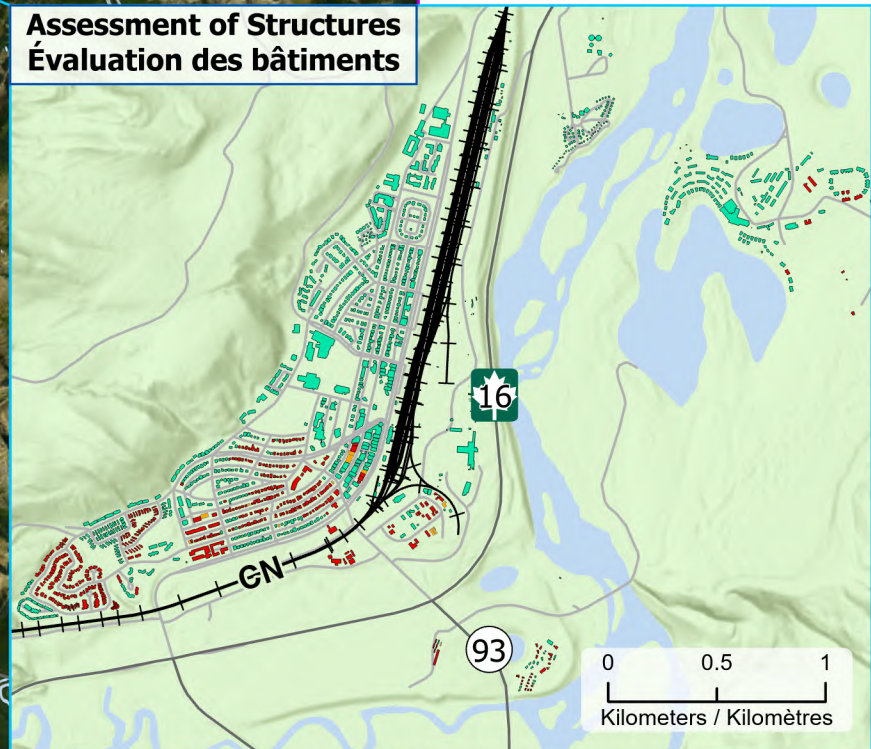 Assessment of Structures
Évaluation des bâtiments
16
CN
93
0 0.5 1
Kilometers / Kilomètres